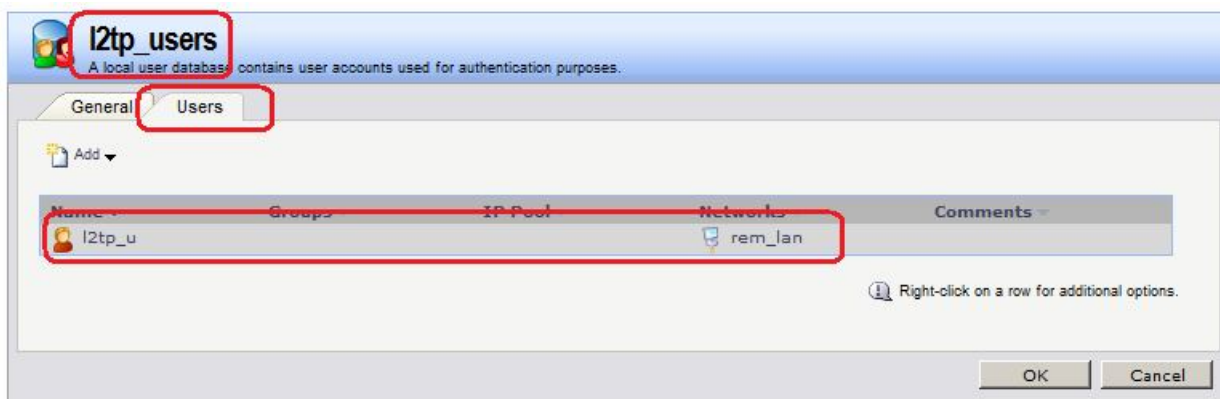 l2tp_users
A local user database contains user accounts used for authentication purposes.
General Users
Add
Name Groups IP Pool Networks Comments
l2tp_u rem_lan
Right-click on a row for additional options.
OK Cancel